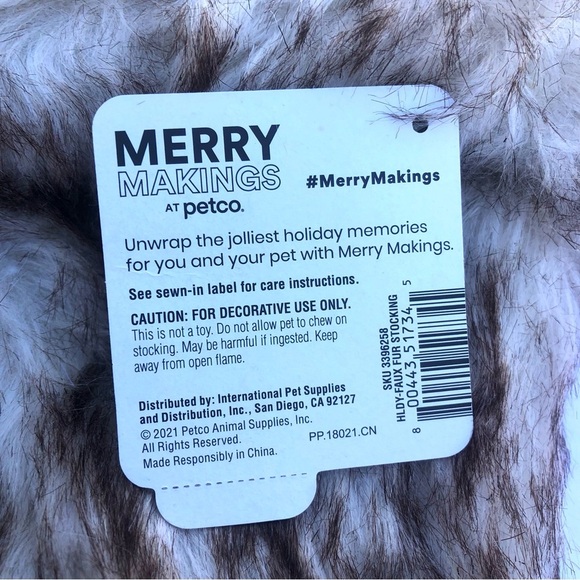 MERRY
MAKINGS
AT petco.
#MerryMakings
Unwrap the jolliest holiday memories
for you and your pet with Merry Makings.
See sewn-in label for care instructions.
CAUTION: FOR DECORATIVE USE ONLY.
This is not a toy. Do not allow pet to chew on
stocking. May be harmful if ingested. Keep
away from open flame.
Distributed by: International Pet Supplies
and Distribution, Inc., San Diego, CA 92127
© 2021 Petco Animal Supplies, Inc.
All Rights Reserved.
Made Responsibly in China.
PP.18021.CN
SKU 3396258
HLDY-FAUX FUR STOCKING
8 00443 51734 5